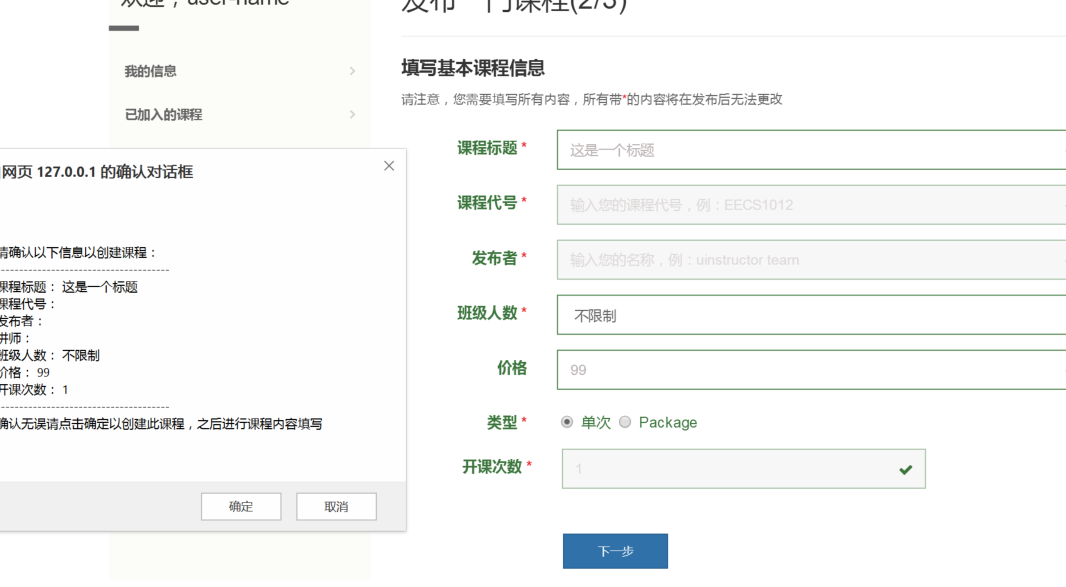 欢迎，user-name
我的信息
已加入的课程
网页 127.0.0.1 的确认对话框
请确认以下信息以创建课程：
--------------------------------------
课程标题： 这是一个标题
课程代号：
发布者：
讲师：
班级人数： 不限制
价格： 99
开课次数： 1
--------------------------------------
确认无误请点击确定以创建此课程，之后进行课程内容填写
确定 取消
发布一门课程(2/3)
填写基本课程信息
请注意，您需要填写所有内容，所有带*的内容将在发布后无法更改
课程标题 * 这是一个标题
课程代号 * 输入您的课程代号，例：EECS1012
发布者 * 输入您的名称，例：uinstructor team
班级人数 * 不限制
价格 99
类型 * 单次 Package
开课次数 * 1
下一步